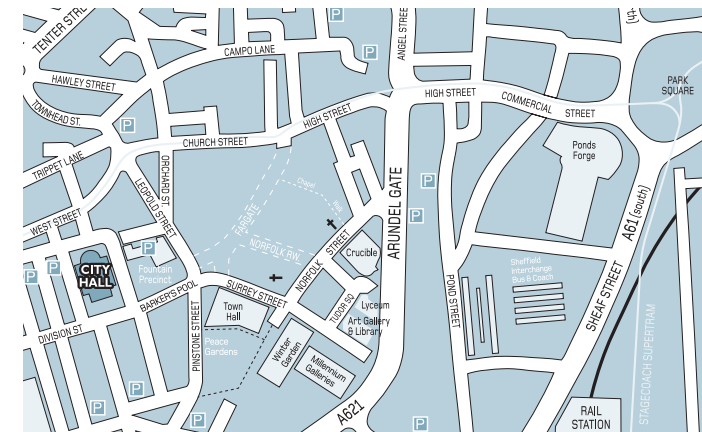 TENTER STRE
P
ANGEL STREET
th)
CAMPO LANE
P
HAWLEY STREET
PARK
SQUARE
HIGH STREET
COMMERCIAL STREET
TOWNHEAD ST.
HIGH STREET
P
CHURCH STREET
Ponds
Forge
TRIPPET LANE
ORCHARD ST.
LEOPOLD STREET
ARUNDEL GATE
P
Chapel
FARGATE
A61 (south)
P
WEST STREET
NORFOLK RW.
NORFOLK STREET
P
Crucible
CITY
HALL
P
P
Fountain
Precinct
Sheffield
Interchange
Bus & Coach
POND STREET
BARKER'S POOL
SURREY STREET
TUDOR SQ
Lyceum
Town
Hall
Art Gallery
& Library
SHEAF STREET
STAGECOACH SUPERTRAM
DIVISION ST
PINSTONE STREET
Peace
Gardens
Winter
Garden
Millennium
Galleries
P
P
P
A621
P
RAIL
STATION